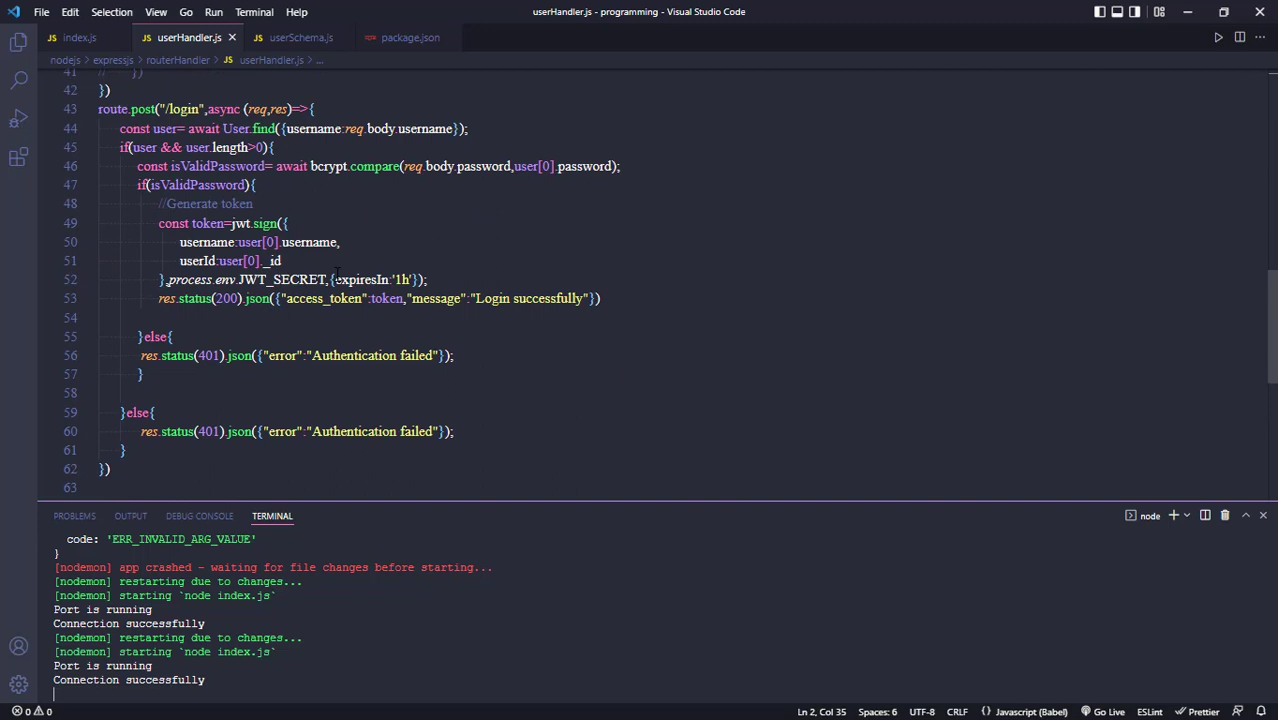 File Edit Selection View Go Run Terminal Help userHandler.js - programming - Visual Studio Code
JS index.js JS userHandler.js JS userSchema.js package.json
nodejs > expressjs > routerHandler > JS userHandler.js > ...
41 // })
42 })
43 route.post("/login",async (req,res)=>{
44 const user= await User.find({username:req.body.username});
45 if(user && user.length>0){
46 const isValidPassword= await bcrypt.compare(req.body.password,user[0].password);
47 if(isValidPassword){
48 //Generate token
49 const token=jwt.sign({
50 username:user[0].username,
51 userId:user[0]._id
52 },process.env.JWT_SECRET,{expiresIn:'1h'});
53 res.status(200).json({"access_token":token,"message":"Login successfully"})
54
55 }else{
56 res.status(401).json({"error":"Authentication failed"});
57 }
58
59 }else{
60 res.status(401).json({"error":"Authentication failed"});
61 }
62 })
63
PROBLEMS OUTPUT DEBUG CONSOLE TERMINAL node
code: 'ERR_INVALID_ARG_VALUE'
}
[nodemon] app crashed - waiting for file changes before starting...
[nodemon] restarting due to changes...
[nodemon] starting `node index.js`
Port is running
Connection successfully
[nodemon] restarting due to changes...
[nodemon] starting `node index.js`
Port is running
Connection successfully
0 0 Ln 2, Col 35 Spaces: 6 UTF-8 CRLF {} Javascript (Babel) Go Live ESLint Prettier